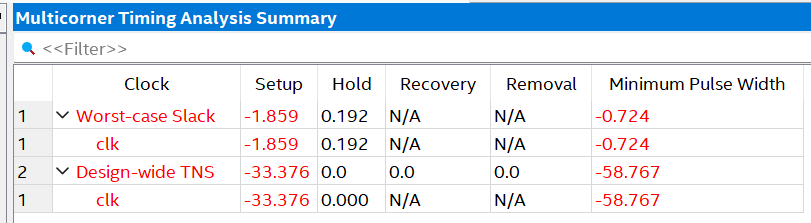 Multicorner Timing Analysis Summary
<<Filter>>
Clock Setup Hold Recovery Removal Minimum Pulse Width
1 Worst-case Slack -1.859 0.192 N/A N/A -0.724
1 clk -1.859 0.192 N/A N/A -0.724
2 Design-wide TNS -33.376 0.0 0.0 0.0 -58.767
1 clk -33.376 0.000 N/A N/A -58.767